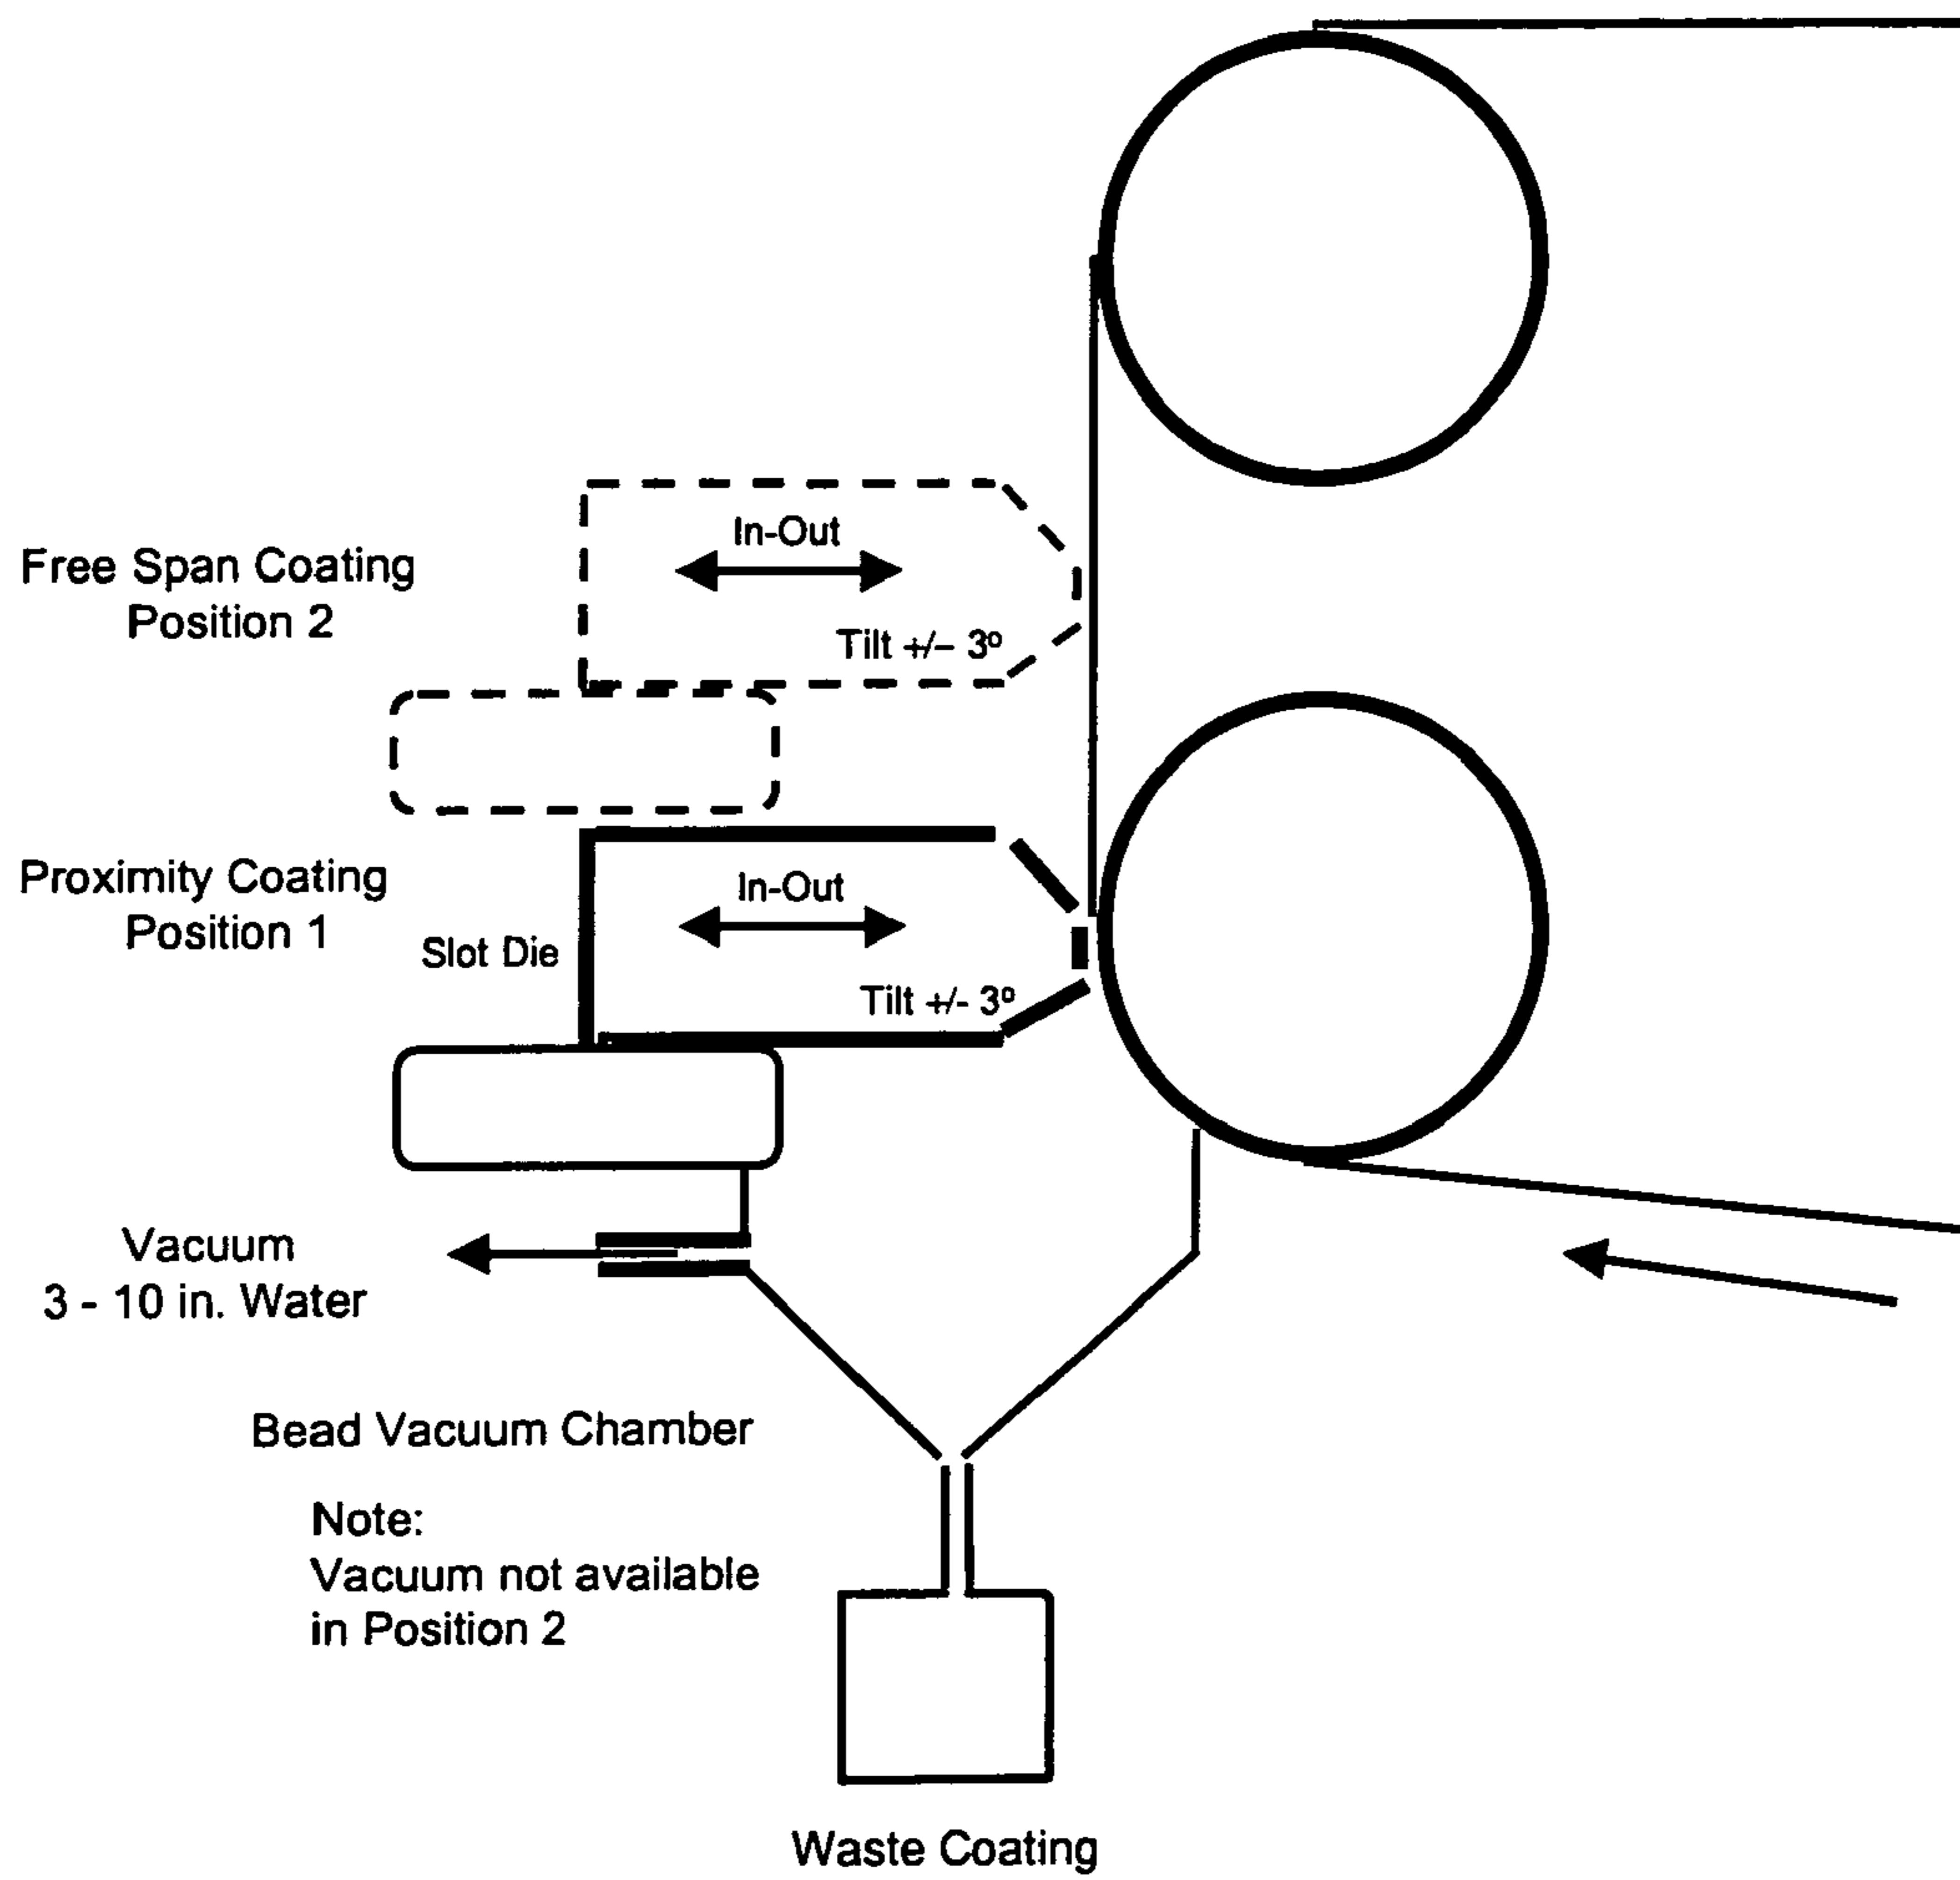 In-Out
Free Span Coating
Position 2
Tilt +/– 3º
Proximity Coating
Position 1
In-Out
Slot Die
Tilt +/- 3º
Vacuum
3 - 10 in. Water
Bead Vacuum Chamber
Note:
Vacuum not available
in Position 2
Waste Coating